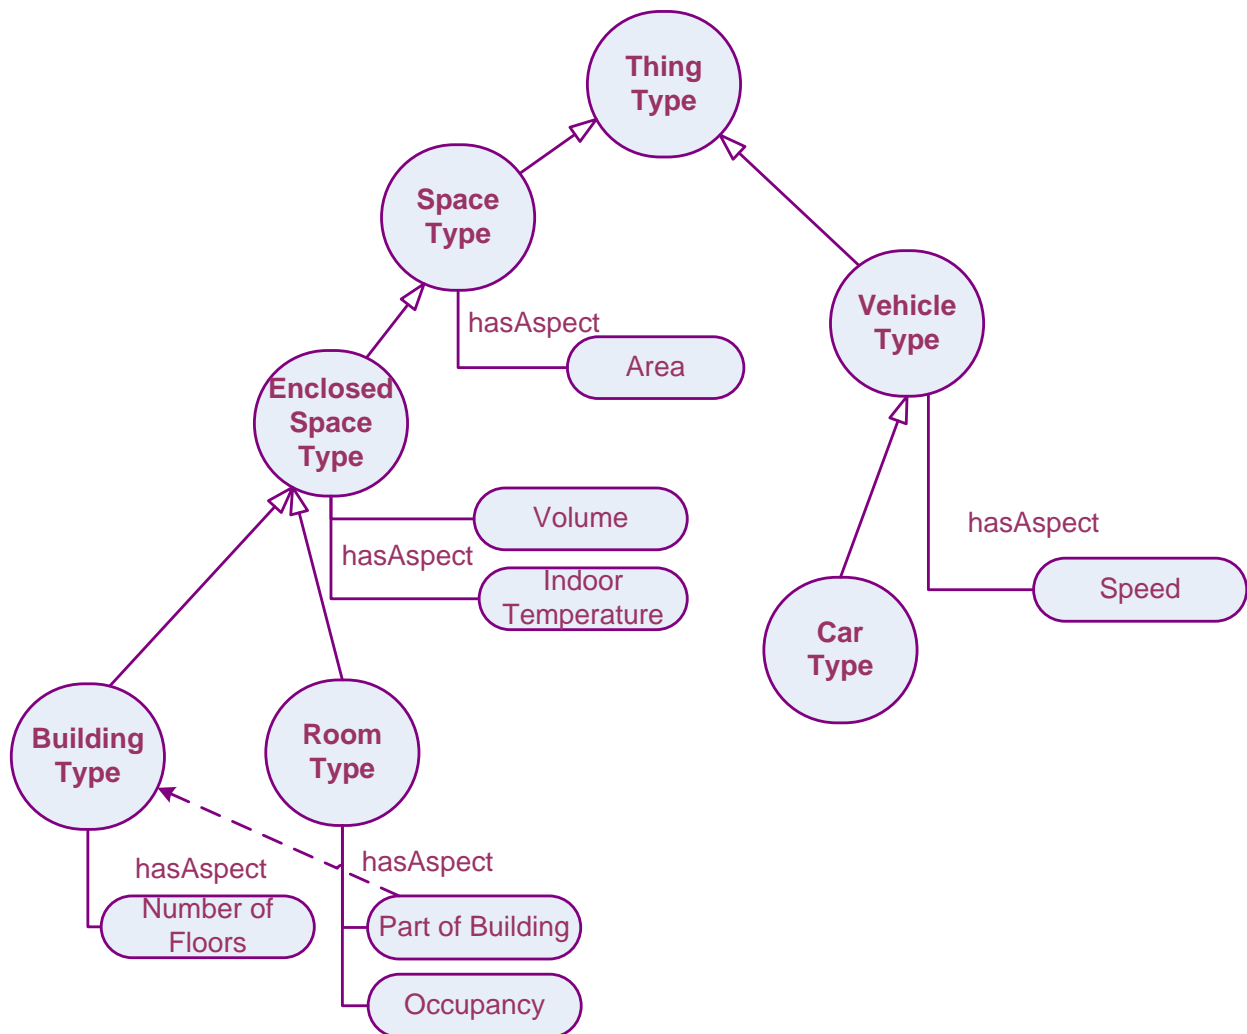 Thing
Type
Space
Type
hasAspect
Area
Vehicle
Type
Enclosed
Space
Type
Volume
hasAspect
Indoor
Temperature
hasAspect
Speed
Car
Type
Building
Type
Room
Type
hasAspect
Number of
Floors
hasAspect
Part of Building
Occupancy